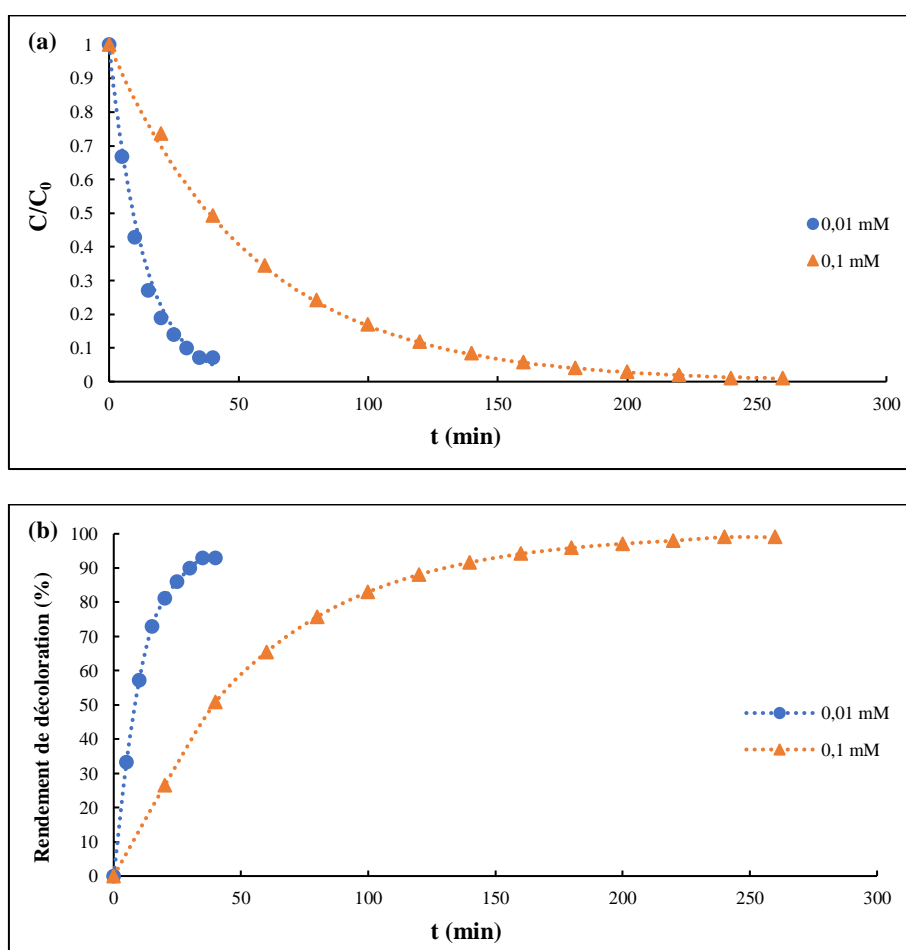 (a)
1
0.9
0.8
0.7
0.6
0.5
0.4
0.3
0.2
0.1
0
C/C₀
0 50 100 150 200 250 300
t (min)
0,01 mM
0,1 mM
(b)
100
90
80
70
60
50
40
30
20
10
0
Rendement de décoloration (%)
0 50 100 150 200 250 300
t (min)
0,01 mM
0,1 mM